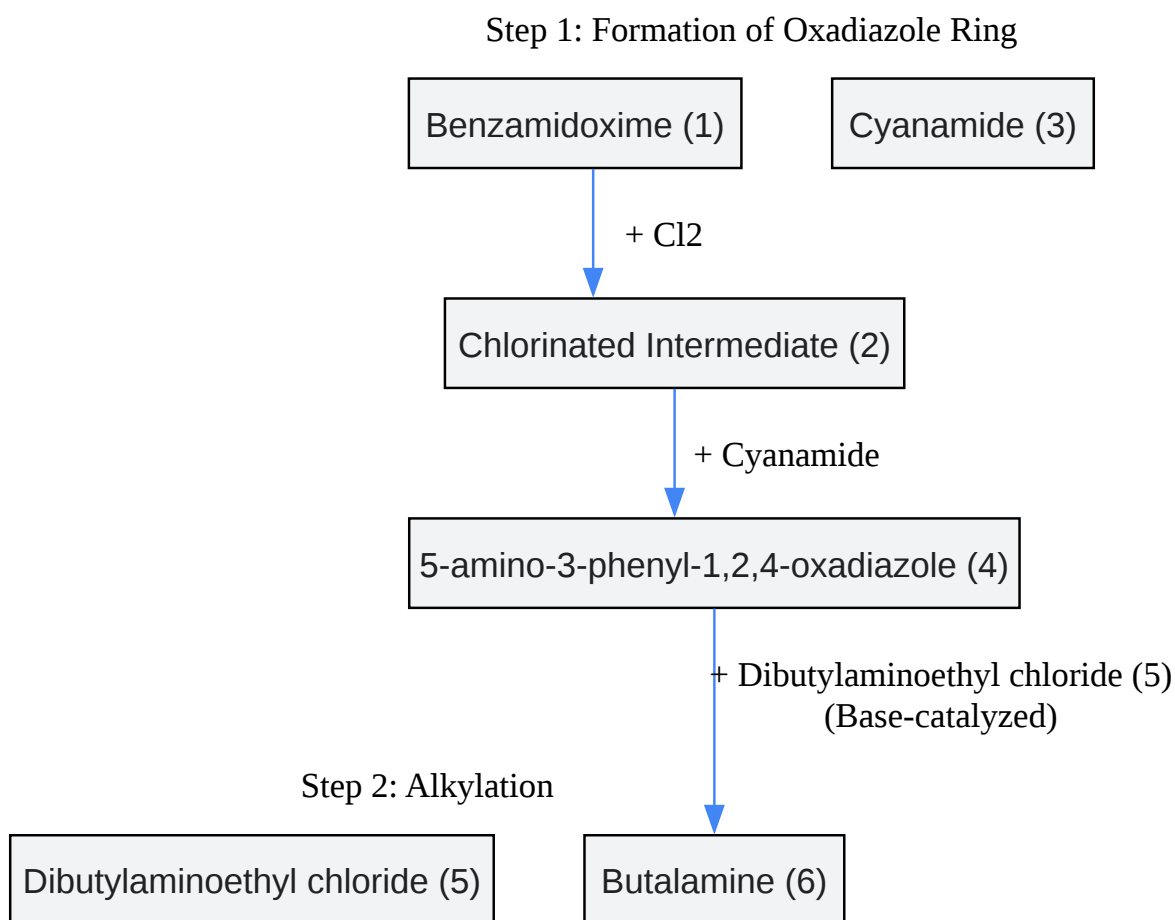 Step 1: Formation of Oxadiazole Ring
Benzamidoxime (1)
Cyanamide (3)
+ Cl2
Chlorinated Intermediate (2)
+ Cyanamide
5-amino-3-phenyl-1,2,4-oxadiazole (4)
+ Dibutylaminoethyl chloride (5)
(Base-catalyzed)
Step 2: Alkylation
Dibutylaminoethyl chloride (5)
Butalamine (6)